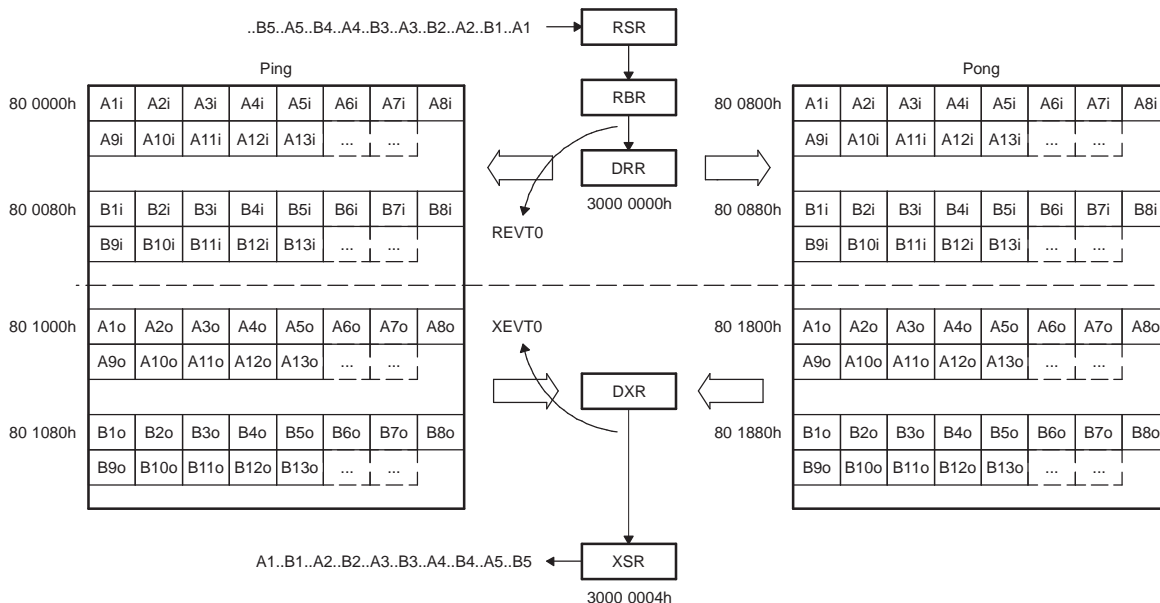 ..B5..A5..B4..A4..B3..A3..B2..A2..B1..A1
RSR
Ping
Pong
RBR
DRR
3000 0000h
REVT0
80 0000h
A1i A2i A3i A4i A5i A6i A7i A8i
A9i A10i A11i A12i A13i ... ...
80 0080h
B1i B2i B3i B4i B5i B6i B7i B8i
B9i B10i B11i B12i B13i ... ...
80 1000h
A1o A2o A3o A4o A5o A6o A7o A8o
A9o A10o A11o A12o A13o ... ...
80 1080h
B1o B2o B3o B4o B5o B6o B7o B8o
B9o B10o B11o B12o B13o ... ...
80 0800h
A1i A2i A3i A4i A5i A6i A7i A8i
A9i A10i A11i A12i A13i ... ...
80 0880h
B1i B2i B3i B4i B5i B6i B7i B8i
B9i B10i B11i B12i B13i ... ...
80 1800h
A1o A2o A3o A4o A5o A6o A7o A8o
A9o A10o A11o A12o A13o ... ...
80 1880h
B1o B2o B3o B4o B5o B6o B7o B8o
B9o B10o B11o B12o B13o ... ...
XEVT0
DXR
A1..B1..A2..B2..A3..B3..A4..B4..A5..B5
XSR
3000 0004h